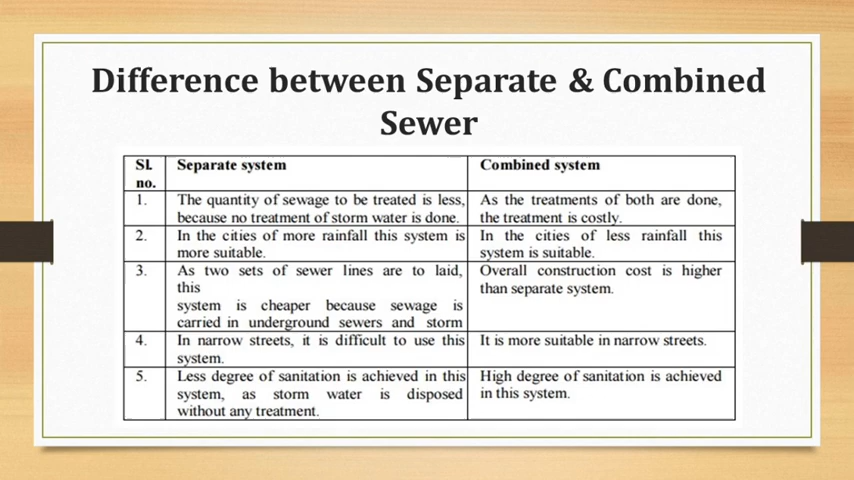 Difference between Separate & Combined
Sewer
Sl. no. Separate system Combined system
1. The quantity of sewage to be treated is less, because no treatment of storm water is done. As the treatments of both are done, the treatment is costly.
2. In the cities of more rainfall this system is more suitable. In the cities of less rainfall this system is suitable.
3. As two sets of sewer lines are to laid, this system is cheaper because sewage is carried in underground sewers and storm Overall construction cost is higher than separate system.
4. In narrow streets, it is difficult to use this system. It is more suitable in narrow streets.
5. Less degree of sanitation is achieved in this system, as storm water is disposed without any treatment. High degree of sanitation is achieved in this system.